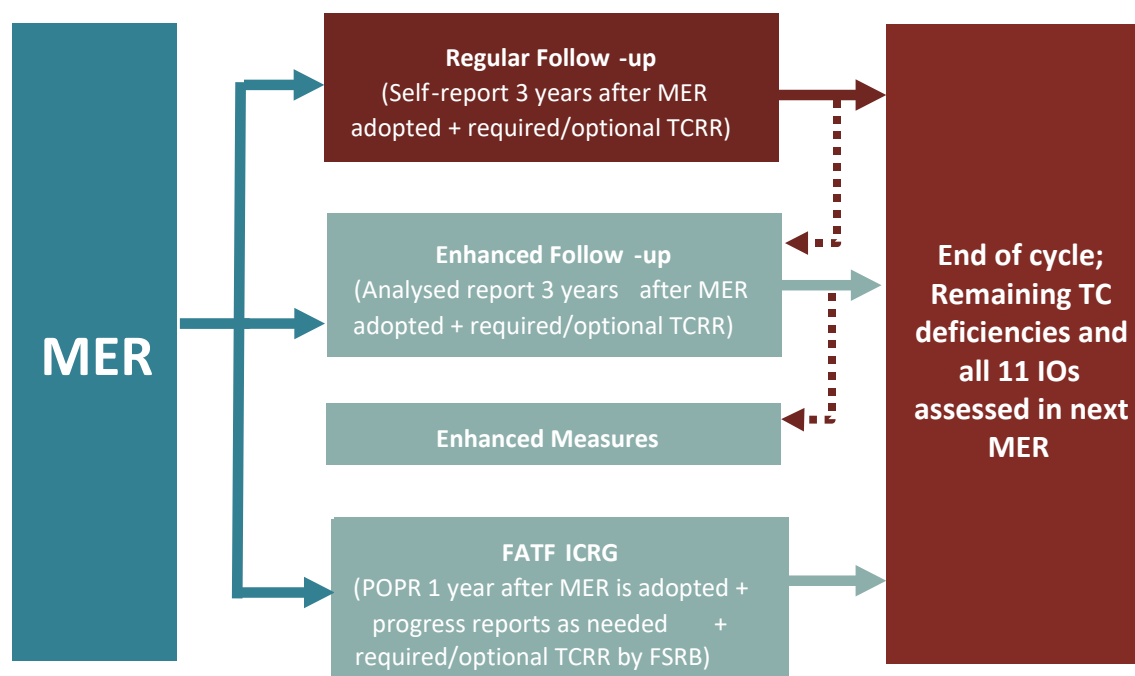 MER
Regular Follow -up
(Self-report 3 years after MER
adopted + required/optional TCRR)
Enhanced Follow -up
(Analysed report 3 years after MER
adopted + required/optional TCRR)
Enhanced Measures
FATF ICRG
(POPR 1 year after MER is adopted +
progress reports as needed +
required/optional TCRR by FSRB)
End of cycle;
Remaining TC
deficiencies and
all 11 IOs
assessed in next
MER